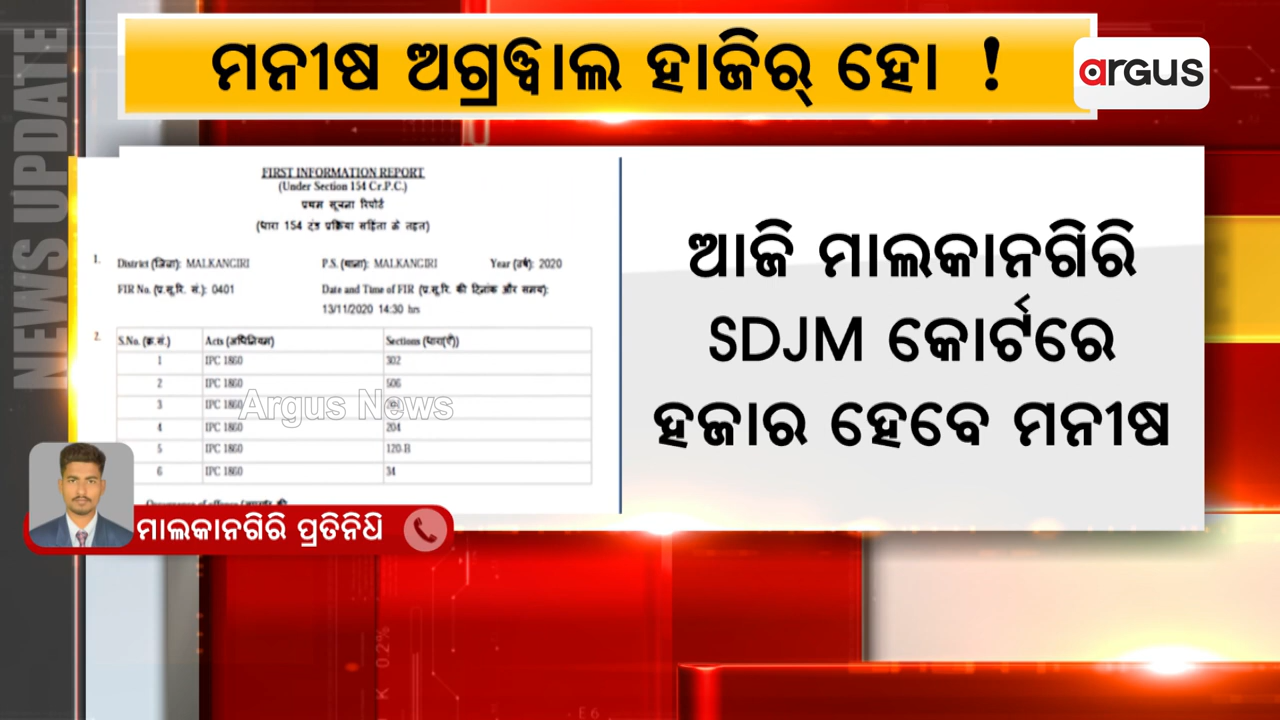 ମନୀଷ ଅଗ୍ରୱାଲ ହାଜିର୍ ହୋ !
argus
NEWS UPDATE
FIRST INFORMATION REPORT
(Under Section 154 Cr.P.C.)
प्रथम सूचना रिपोर्ट
(धारा 154 दंड प्रक्रिया संहिता के तहत)
1. District (जिला): MALKANGIRI P.S. (थाना): MALKANGIRI Year (वर्ष): 2020
FIR No. (प्र.सू.रि. सं.): 0401 Date and Time of FIR (प्र.सू.रि. की दिनांक और समय):
13/11/2020 14:30 hrs
2. S.No. (क्र.सं.) Acts (अधिनियम) Sections (धारा(एँ))
1 IPC 1860 302
2 IPC 1860 506
3 IPC 1860
4 IPC 1860 204
5 IPC 1860 120-B
6 IPC 1860 34
Argus News
ଆଜି ମାଲକାନଗିରି
SDJM କୋର୍ଟରେ
ହଜାର ହେବେ ମନୀଷ
ମାଲକାନଗିରି ପ୍ରତିନିଧି
K 0.2%
E6